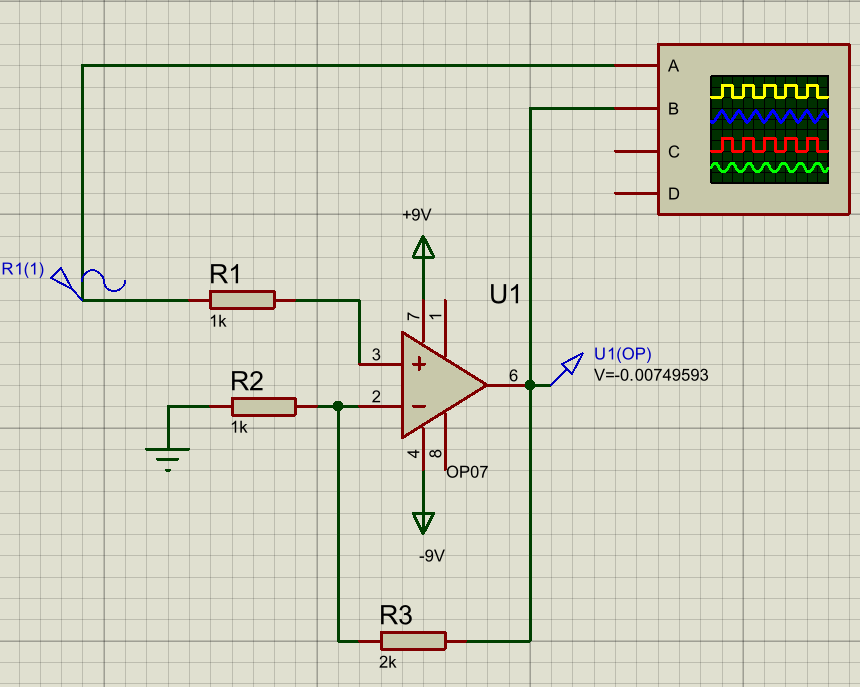 A
B
C
D
+9V
R1(1)
R1
1k
7
1
U1
3
6
U1(OP)
V=-0.00749593
R2
1k
2
4
8
OP07
-9V
R3
2k